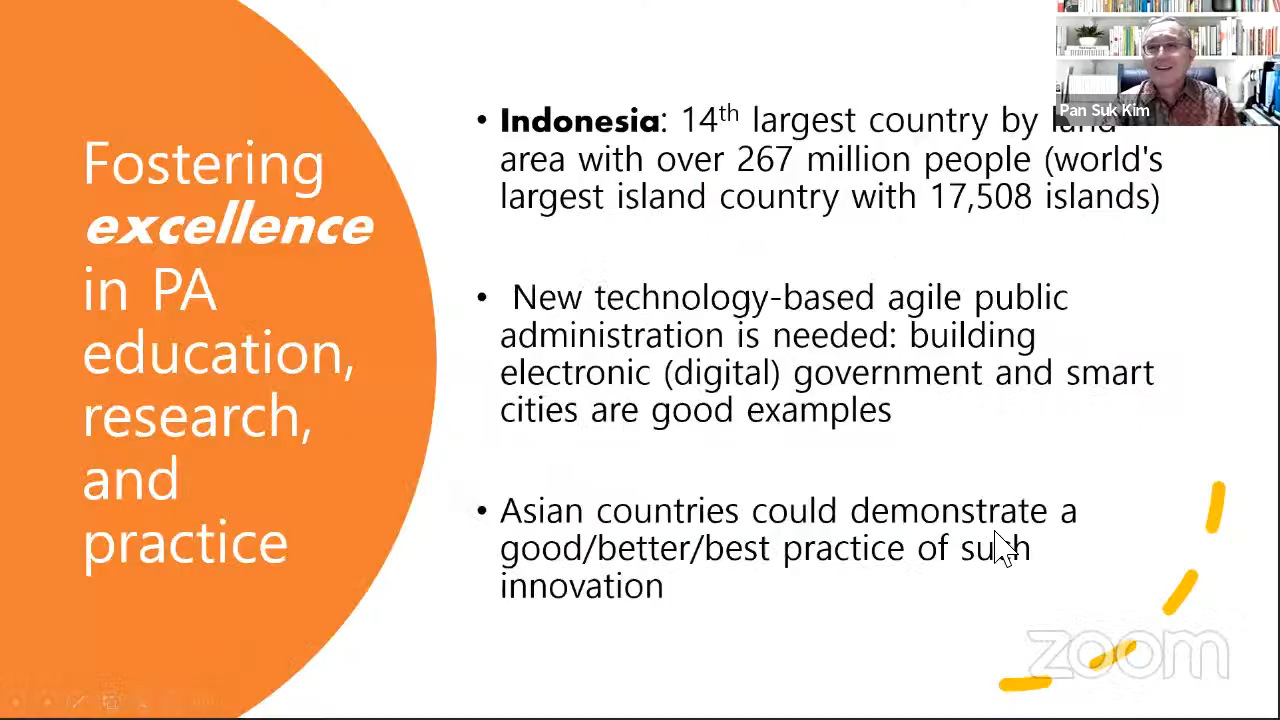 Fostering
excellence
in PA
education,
research,
and
practice
• Indonesia: 14th largest country by land
area with over 267 million people (world's
largest island country with 17,508 islands)
• New technology-based agile public
administration is needed: building
electronic (digital) government and smart
cities are good examples
• Asian countries could demonstrate a
good/better/best practice of such
innovation
Pan Suk Kim
zoom